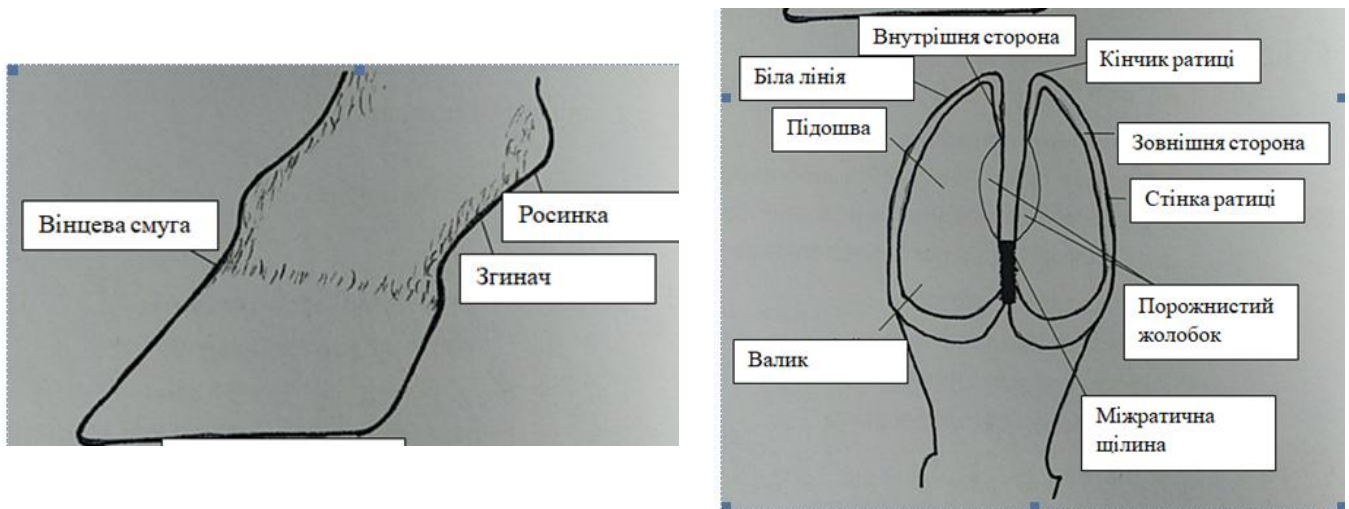 Вінцева смуга
Росинка
Згинач
Внутрішня сторона
Біла лінія
Кінчик ратиці
Підошва
Зовнішня сторона
Стінка ратиці
Порожнистий
жолобок
Валик
Міжратична
щілина